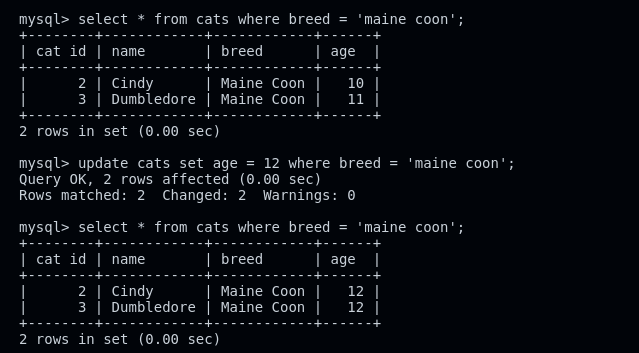 mysql> select * from cats where breed = 'maine coon';
+--------+------------+------------+------+
| cat id | name       | breed      | age  |
+--------+------------+------------+------+
|      2 | Cindy      | Maine Coon |   10 |
|      3 | Dumbledore | Maine Coon |   11 |
+--------+------------+------------+------+
2 rows in set (0.00 sec)

mysql> update cats set age = 12 where breed = 'maine coon';
Query OK, 2 rows affected (0.00 sec)
Rows matched: 2  Changed: 2  Warnings: 0

mysql> select * from cats where breed = 'maine coon';
+--------+------------+------------+------+
| cat id | name       | breed      | age  |
+--------+------------+------------+------+
|      2 | Cindy      | Maine Coon |   12 |
|      3 | Dumbledore | Maine Coon |   12 |
+--------+------------+------------+------+
2 rows in set (0.00 sec)